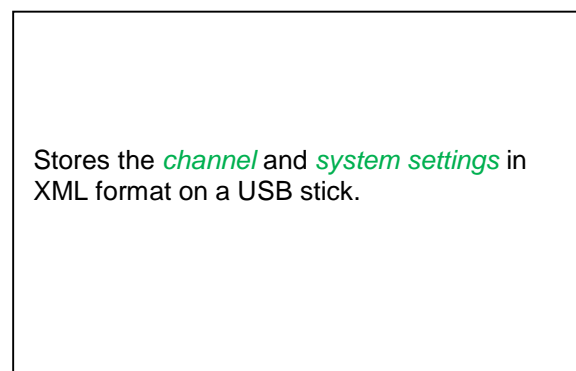 Stores the channel and system settings in
XML format on a USB stick.